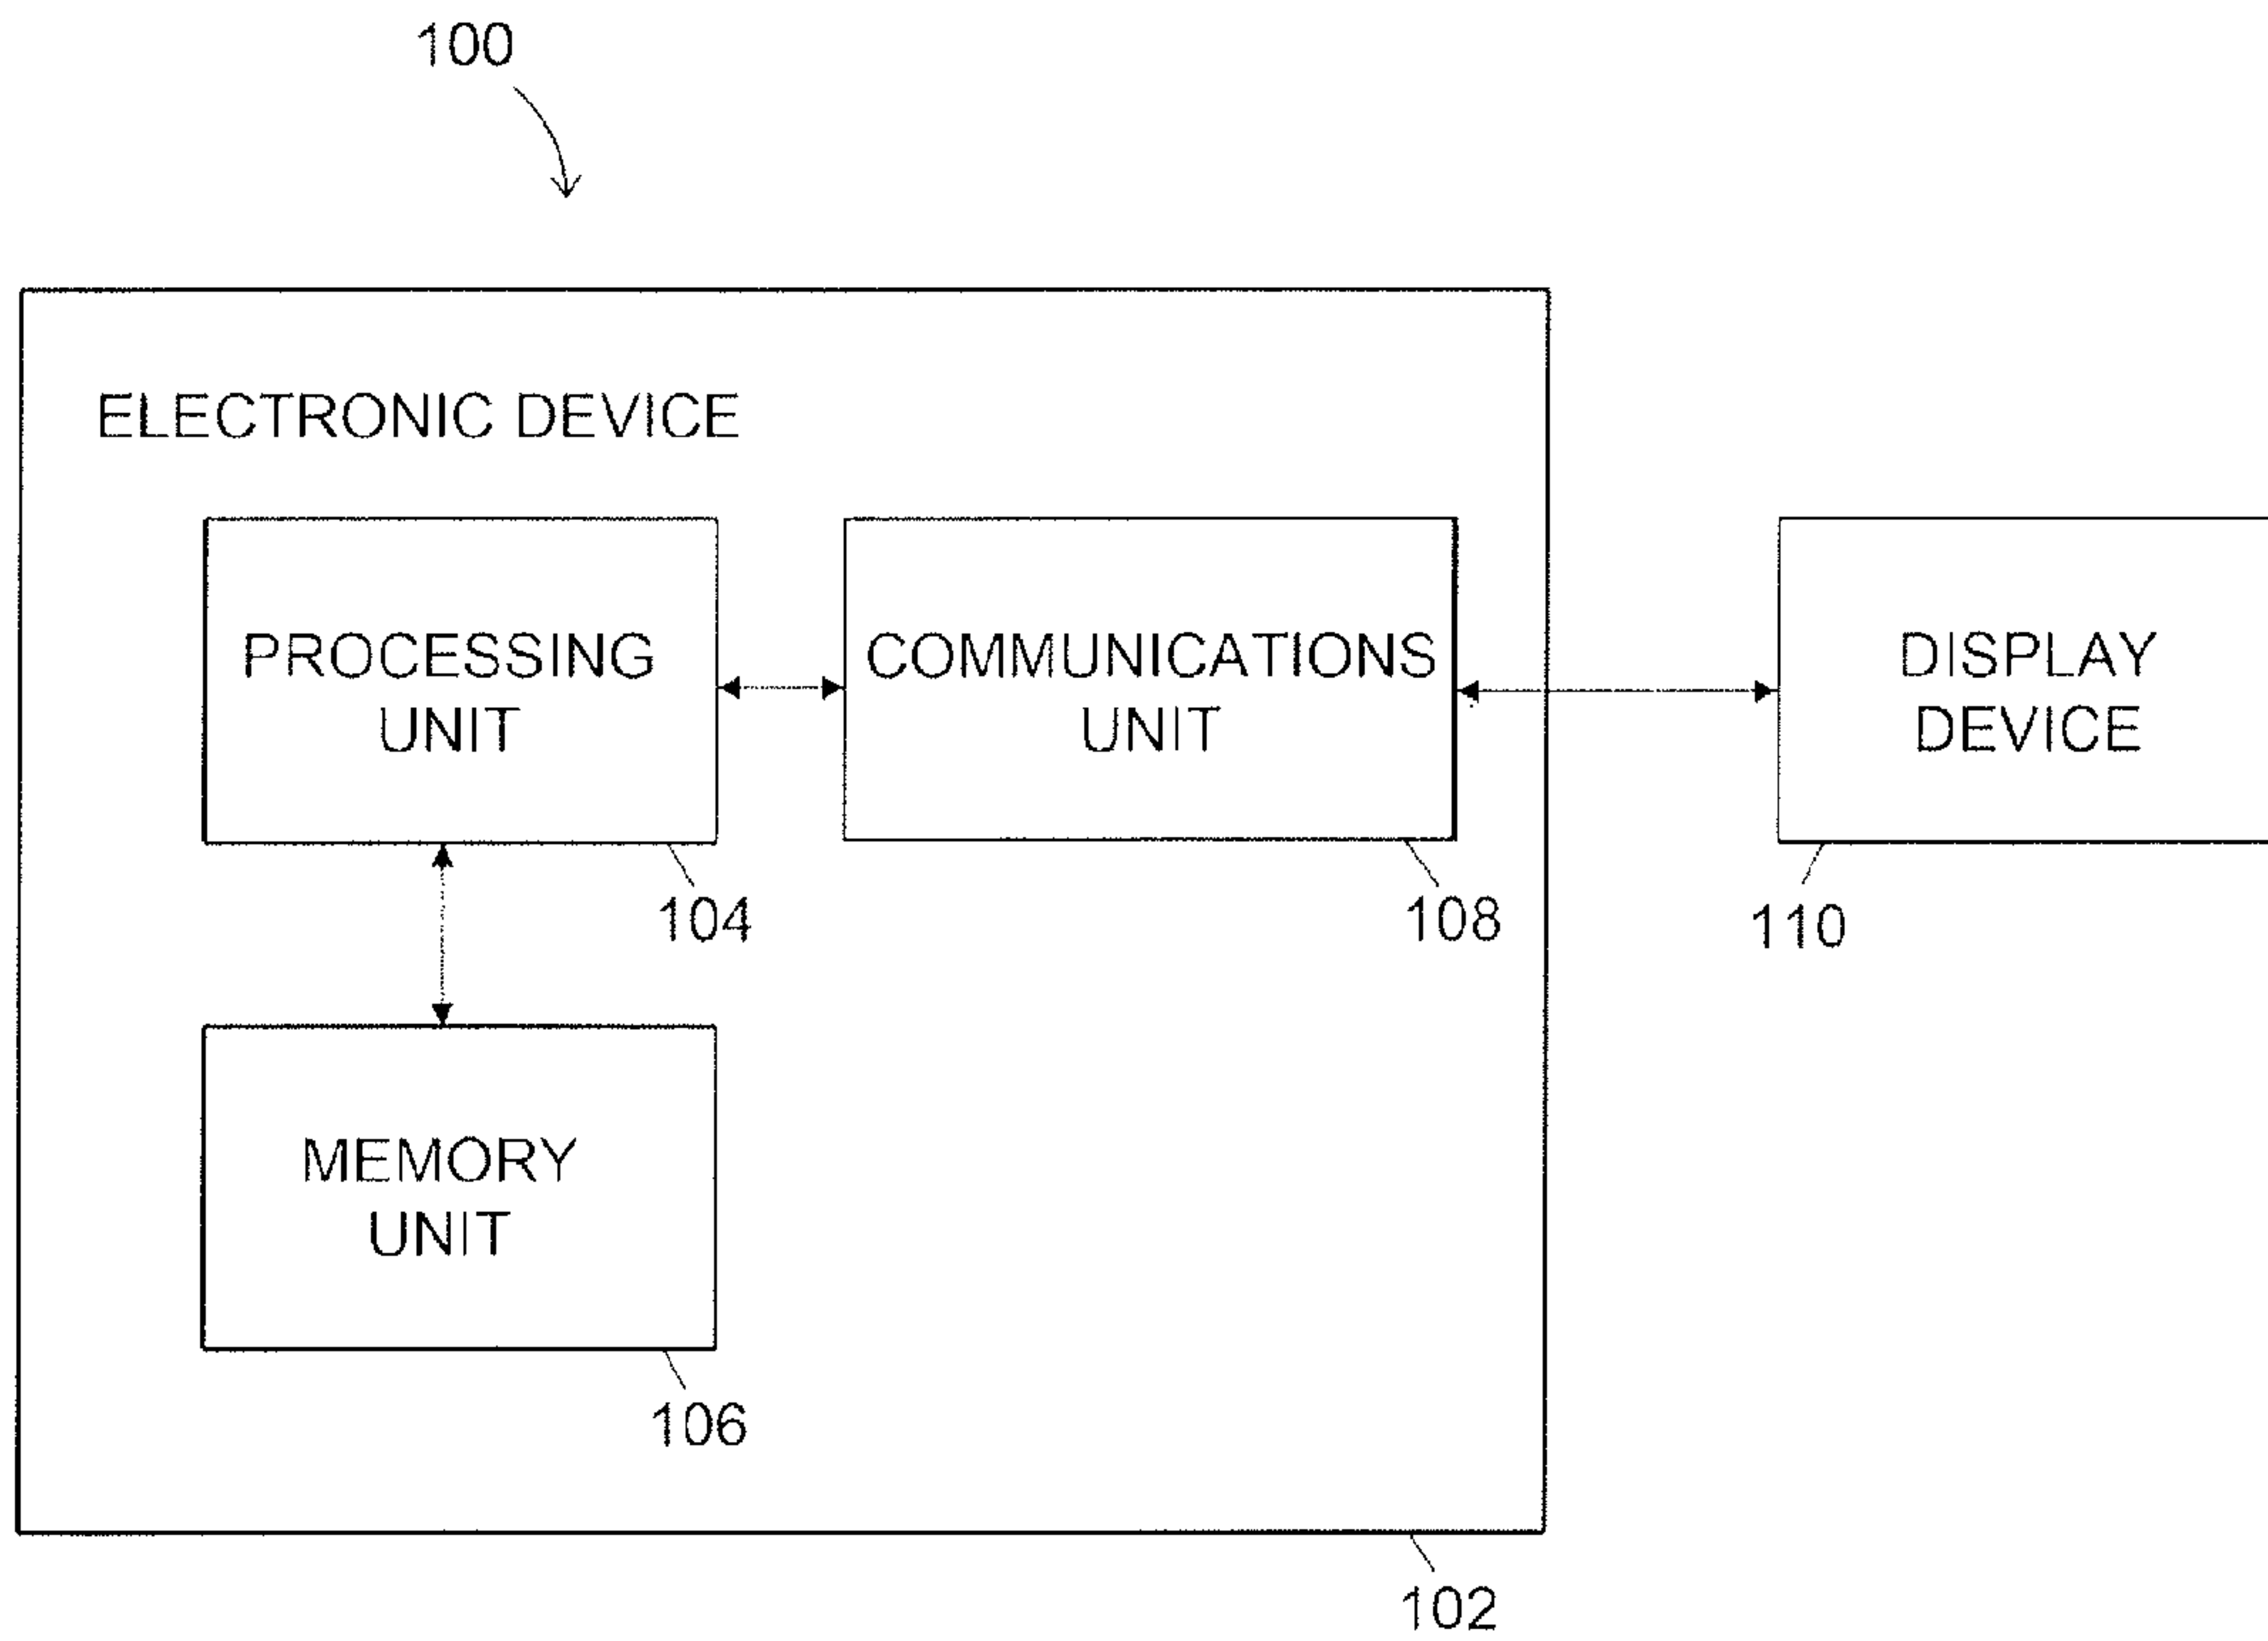 100
ELECTRONIC DEVICE
PROCESSING
UNIT
COMMUNICATIONS
UNIT
DISPLAY
DEVICE
104
108
110
MEMORY
UNIT
106
102